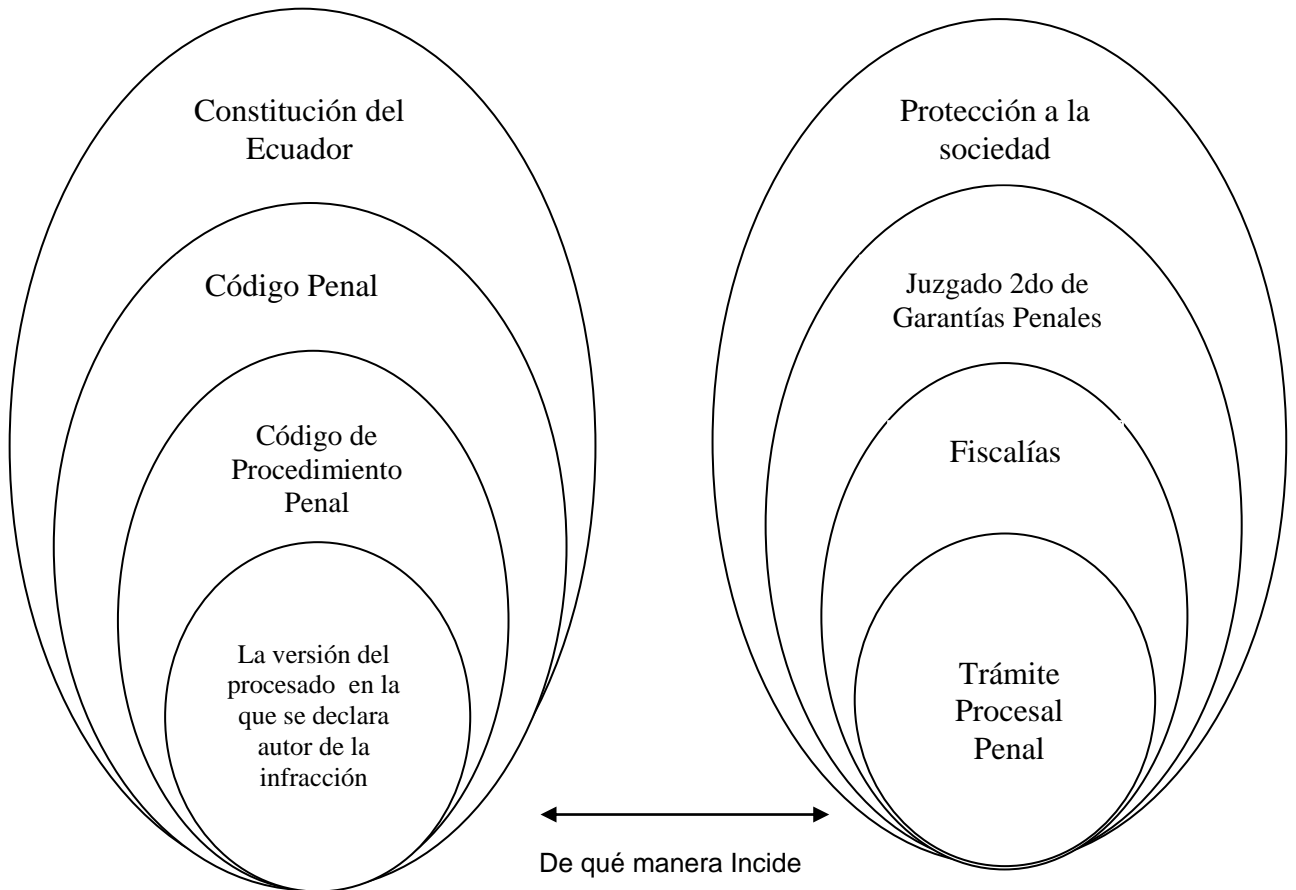 Constitución del
Ecuador
Código Penal
Código de
Procedimiento
Penal
La versión del
procesado en la
que se declara
autor de la
infracción
Protección a la
sociedad
Juzgado 2do de
Garantías Penales
Fiscalías
Trámite
Procesal
Penal
De qué manera Incide